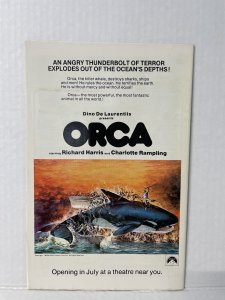 AN ANGRY THUNDERBOLT OF TERROR
EXPLODES OUT OF THE OCEAN'S DEPTHS!
Orca, the killer whale, destroys sharks, ships
and men! He rules the ocean. He terrifies the earth.
He is without mercy and without equal!
Orca – the most powerful, the most fantastic
animal in all the world!
Dino De Laurentiis
presents
ORCA
starring Richard Harris and Charlotte Rampling
Opening in July at a theatre near you.